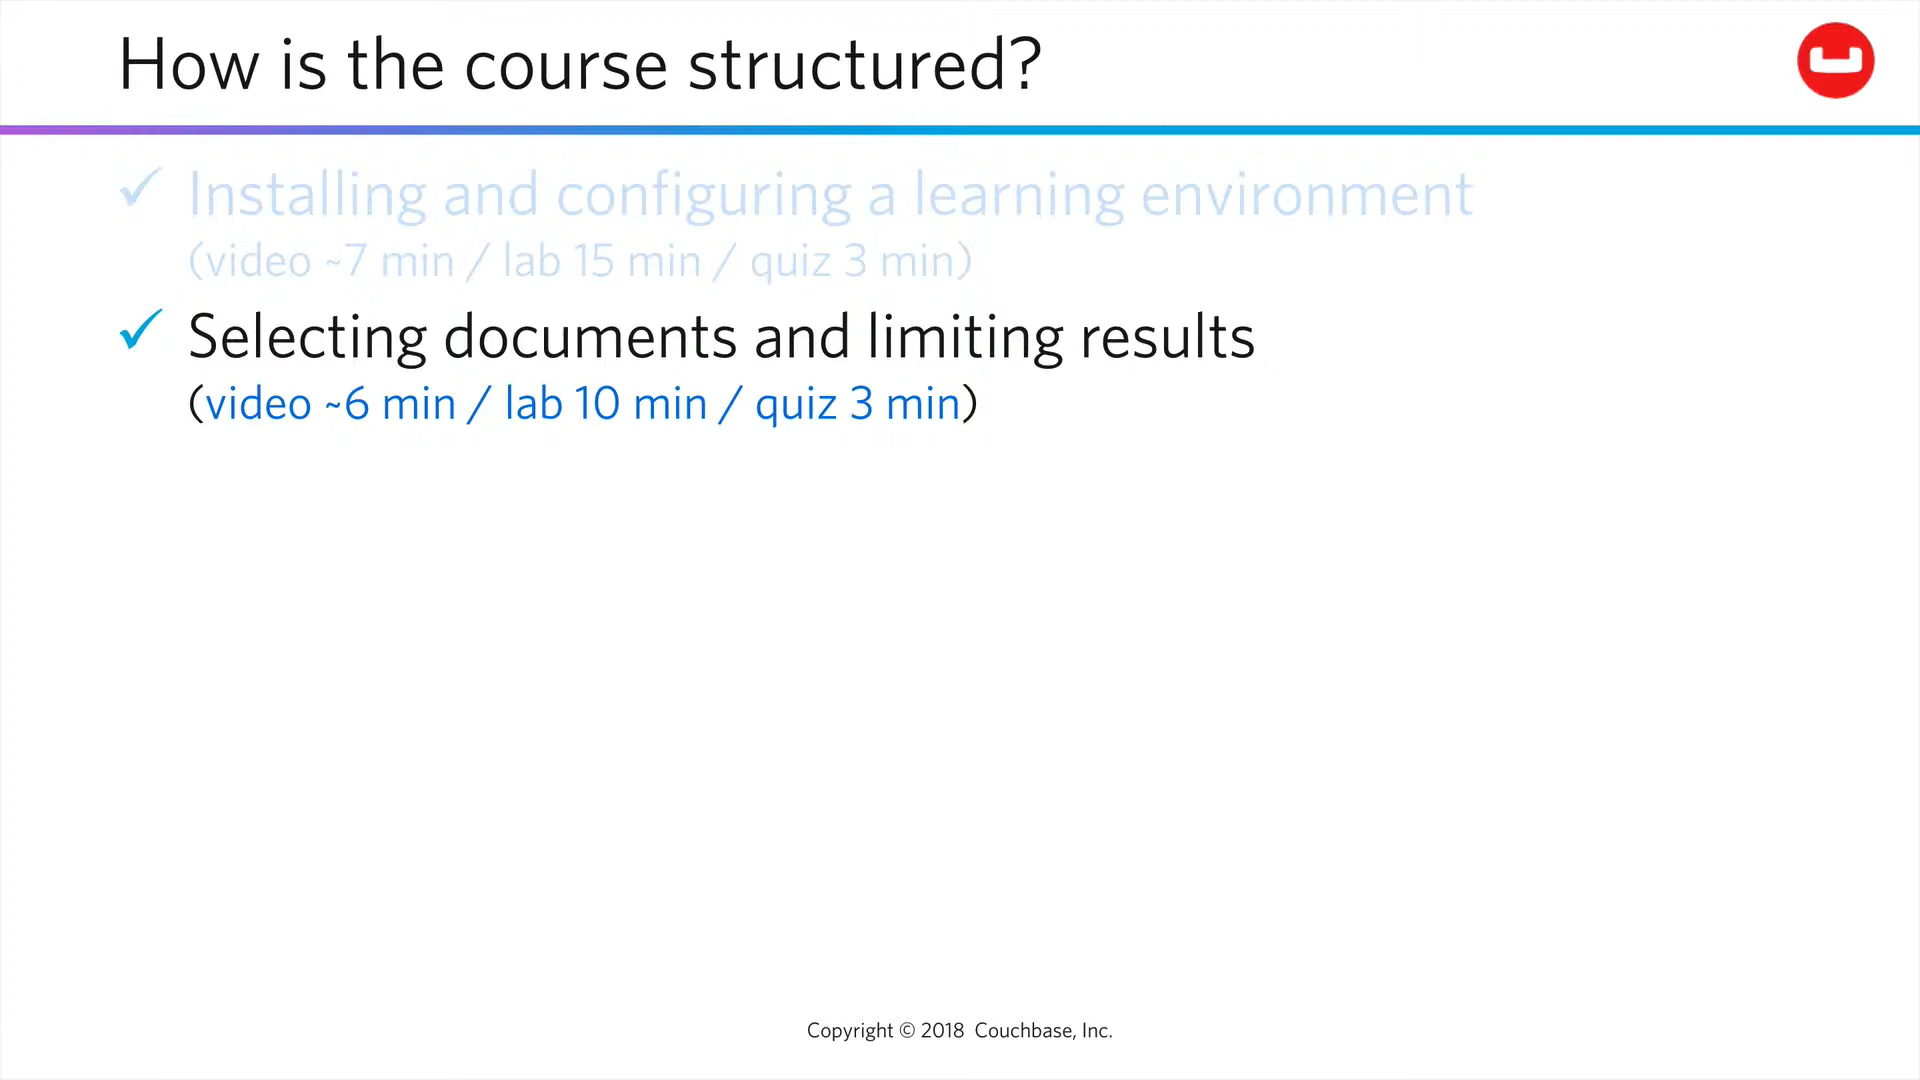 How is the course structured?
Installing and configuring a learning environment
(video ~7 min / lab 15 min / quiz 3 min)
Selecting documents and limiting results
(video ~6 min / lab 10 min / quiz 3 min)
Copyright © 2018 Couchbase, Inc.